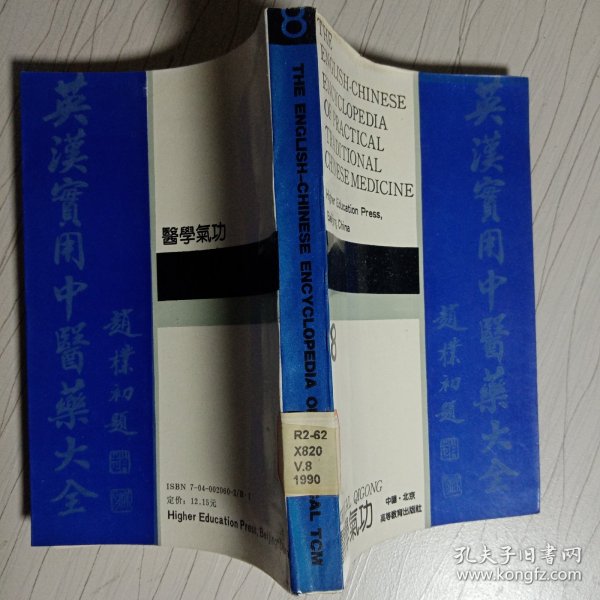 英漢實用中醫藥大全
趙樸初題
醫學氣功
ISBN 7-04-002060-2/R·1
定价：12.15元
Higher Education Press, Beijing
8
THE ENGLISH-CHINESE ENCYCLOPEDIA OF
CAL TCM
R2-62
X820
V.8
1990
THE
ENGLISH-CHINESE
ENCYCLOPEDIA
OF PRACTICAL
TRADITIONAL
CHINESE MEDICINE
Higher Education Press,
Beijing China
8
QIGONG
學氣功
中國·北京
高等教育出版社
英漢實用中醫藥大全
趙樸初題
孔夫子旧书网
www.kongfz.com